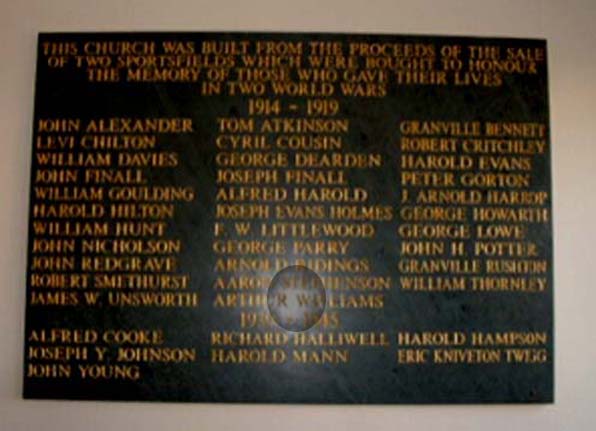 THIS CHURCH WAS BUILT FROM THE PROCEEDS OF THE SALE
OF TWO SPORTSFIELDS WHICH WERE BOUGHT TO HONOUR
THE MEMORY OF THOSE WHO GAVE THEIR LIVES
IN TWO WORLD WARS
1914 - 1919
JOHN ALEXANDER TOM ATKINSON GRANVILLE BENNETT
LEVI CHILTON CYRIL COUSIN ROBERT CRITCHLEY
WILLIAM DAVIES GEORGE DEARDEN HAROLD EVANS
JOHN FINALL JOSEPH FINALL PETER GORTON
WILLIAM GOULDING ALFRED HAROLD J. ARNOLD HARROP
HAROLD HILTON JOSEPH EVANS HOLMES GEORGE HOWARTH
WILLIAM HUNT F. W. LITTLEWOOD GEORGE LOWE
JOHN NICHOLSON GEORGE PARRY JOHN H. POTTER
JOHN REDGRAVE ARNOLD RIDINGS GRANVILLE RUSHTON
ROBERT SMETHURST AARON WILLIAM THORNLEY
JAMES W. UNSWORTH ARTHUR WILLIAMS
ALFRED COOKE RICHARD HALLIWELL HAROLD HAMPSON
JOSEPH Y. JOHNSON HAROLD MANN ERIC KNIVETON TWIGG
JOHN YOUNG